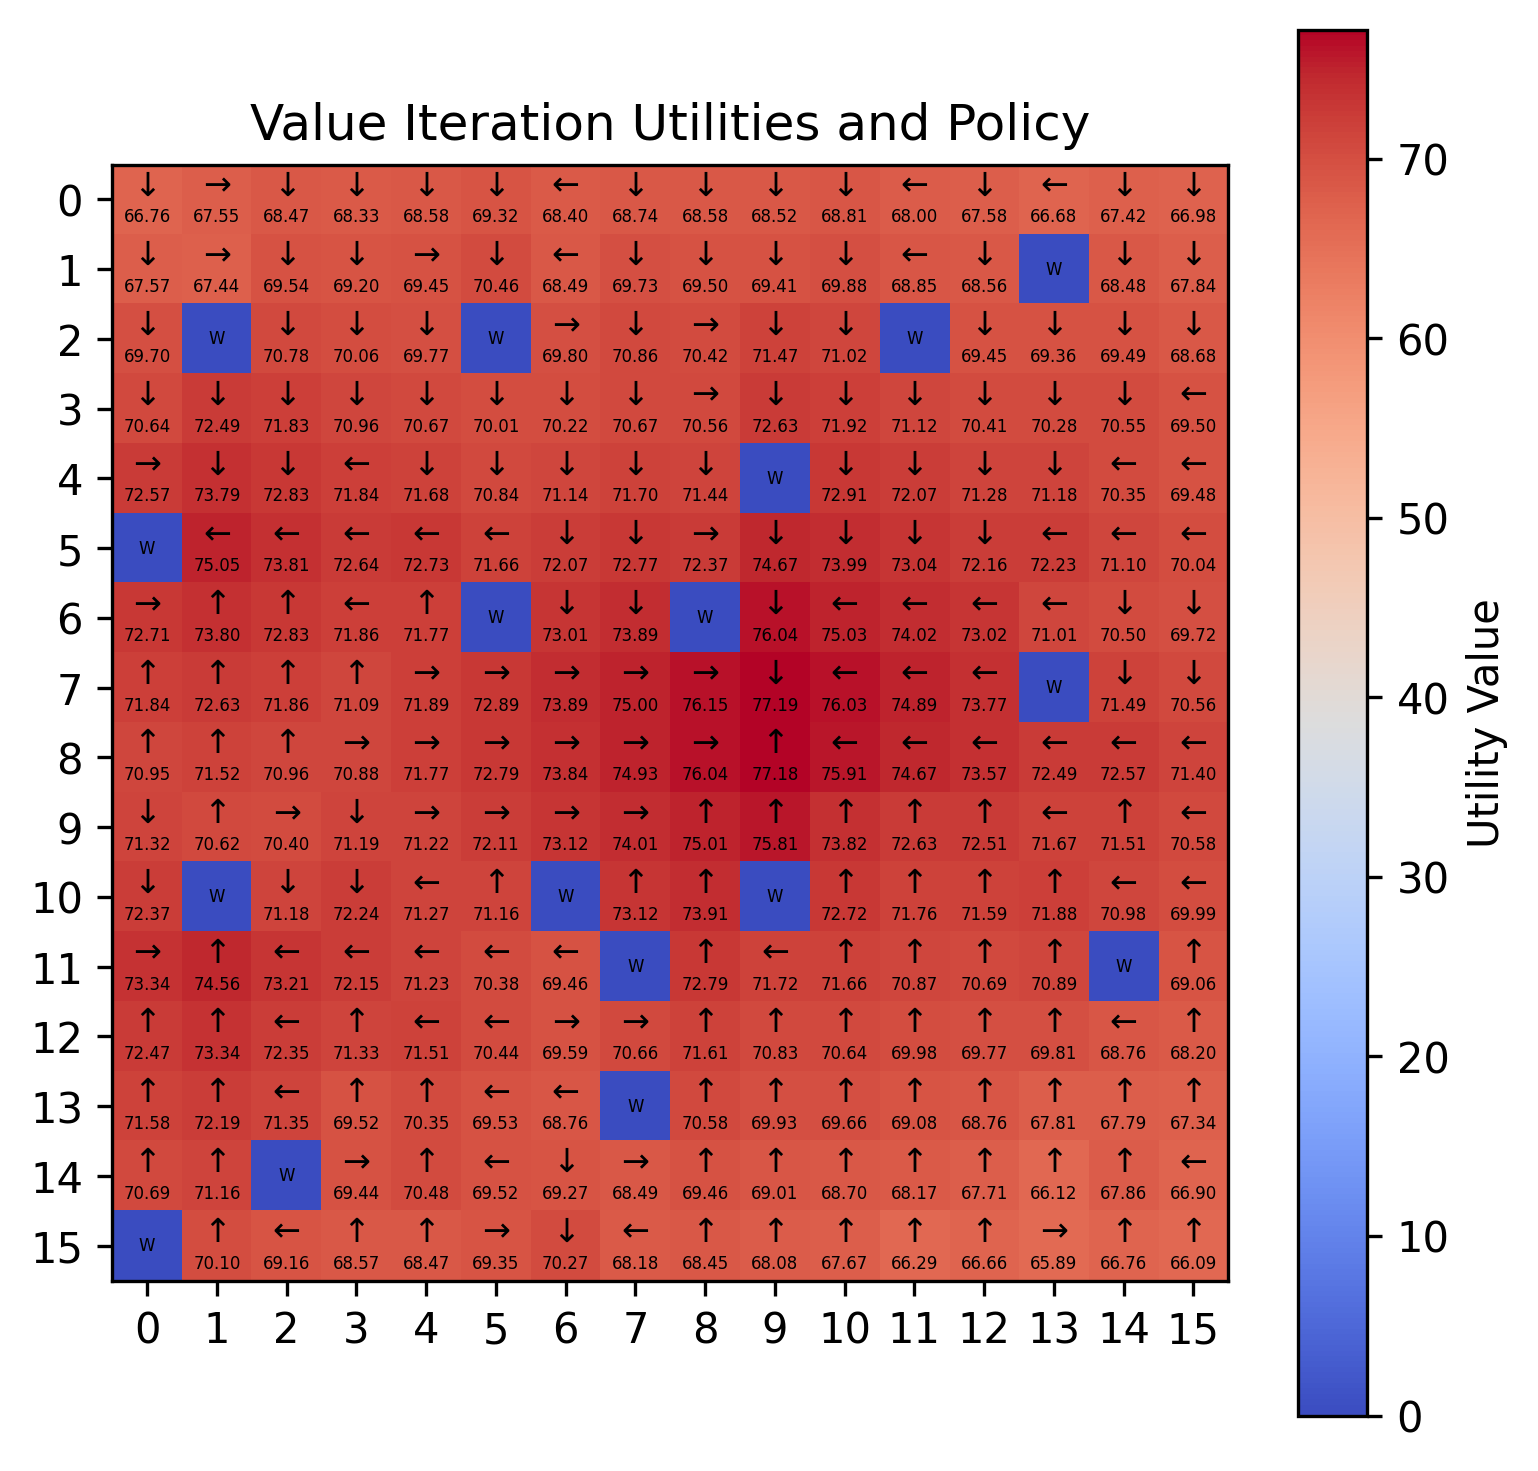 Value Iteration Utilities and Policy
0 ↓ → ↓ ↓ ↓ ↓ ← ↓ ↓ ↓ ↓ ← ↓ ← ↓ ↓
66.76 67.55 68.47 68.33 68.58 69.32 68.40 68.74 68.58 68.52 68.81 68.00 67.58 66.68 67.42 66.98
1 ↓ → ↓ ↓ → ↓ ← ↓ ↓ ↓ ↓ ← ↓ W ↓ ↓
67.57 67.44 69.54 69.20 69.45 70.46 68.49 69.73 69.50 69.41 69.88 68.85 68.56 68.48 67.84
2 ↓ W ↓ ↓ ↓ W → ↓ → ↓ ↓ W ↓ ↓ ↓ ↓
69.70 70.78 70.06 69.77 69.80 70.86 70.42 71.47 71.02 69.45 69.36 69.49 68.68
3 ↓ ↓ ↓ ↓ ↓ ↓ ↓ ↓ → ↓ ↓ ↓ ↓ ↓ ↓ ←
70.64 72.49 71.83 70.96 70.67 70.01 70.22 70.67 70.56 72.63 71.92 71.12 70.41 70.28 70.55 69.50
4 → ↓ ↓ ← ↓ ↓ ↓ ↓ ↓ W ↓ ↓ ↓ ↓ ← ←
72.57 73.79 72.83 71.84 71.68 70.84 71.14 71.70 71.44 72.91 72.07 71.28 71.18 70.35 69.48
5 W ← ← ← ← ← ↓ ↓ → ↓ ↓ ↓ ↓ ← ← ←
75.05 73.81 72.64 72.73 71.66 72.07 72.77 72.37 74.67 73.99 73.04 72.16 72.23 71.10 70.04
6 → ↑ ↑ ← ↑ W ↓ ↓ W ↓ ← ← ← ← ↓ ↓
72.71 73.80 72.83 71.86 71.77 73.01 73.89 76.04 75.03 74.02 73.02 71.01 70.50 69.72
7 ↑ ↑ ↑ ↑ → → → → → ↓ ← ← ← W ↓ ↓
71.84 72.63 71.86 71.09 71.89 72.89 73.89 75.00 76.15 77.19 76.03 74.89 73.77 71.49 70.56
8 ↑ ↑ ↑ → → → → → → ↑ ← ← ← ← ← ←
70.95 71.52 70.96 70.88 71.77 72.79 73.84 74.93 76.04 77.18 75.91 74.67 73.57 72.49 72.57 71.40
9 ↓ ↑ → ↓ → → → → ↑ ↑ ↑ ↑ ↑ ← ↑ ←
71.32 70.62 70.40 71.19 71.22 72.11 73.12 74.01 75.01 75.81 73.82 72.63 72.51 71.67 71.51 70.58
10 ↓ W ↓ ↓ ← ↑ W ↑ ↑ W ↑ ↑ ↑ ↑ ← ←
72.37 71.18 72.24 71.27 71.16 73.12 73.91 72.72 71.76 71.59 71.88 70.98 69.99
11 → ↑ ← ← ← ← ← W ↑ ← ↑ ↑ ↑ ↑ W ↑
73.34 74.56 73.21 72.15 71.23 70.38 69.46 72.79 71.72 71.66 70.87 70.69 70.89 69.06
12 ↑ ↑ ← ↑ ← ← → → ↑ ↑ ↑ ↑ ↑ ↑ ← ↑
72.47 73.34 72.35 71.33 71.51 70.44 69.59 70.66 71.61 70.83 70.64 69.98 69.77 69.81 68.76 68.20
13 ↑ ↑ ← ↑ ↑ ← ← W ↑ ↑ ↑ ↑ ↑ ↑ ↑ ↑
71.58 72.19 71.35 69.52 70.35 69.53 68.76 70.58 69.93 69.66 69.08 68.76 67.81 67.79 67.34
14 ↑ ↑ W → ↑ ← ↓ → ↑ ↑ ↑ ↑ ↑ ↑ ↑ ←
70.69 71.16 69.44 70.48 69.52 69.27 68.49 69.46 69.01 68.70 68.17 67.71 66.12 67.86 66.90
15 W ↑ ← ↑ ↑ → ↓ ← ↑ ↑ ↑ ↑ ↑ → ↑ ↑
70.10 69.16 68.57 68.47 69.35 70.27 68.18 68.45 68.08 67.67 66.29 66.66 65.89 66.76 66.09
0 1 2 3 4 5 6 7 8 9 10 11 12 13 14 15
70
60
50
40
30
20
10
0
Utility Value